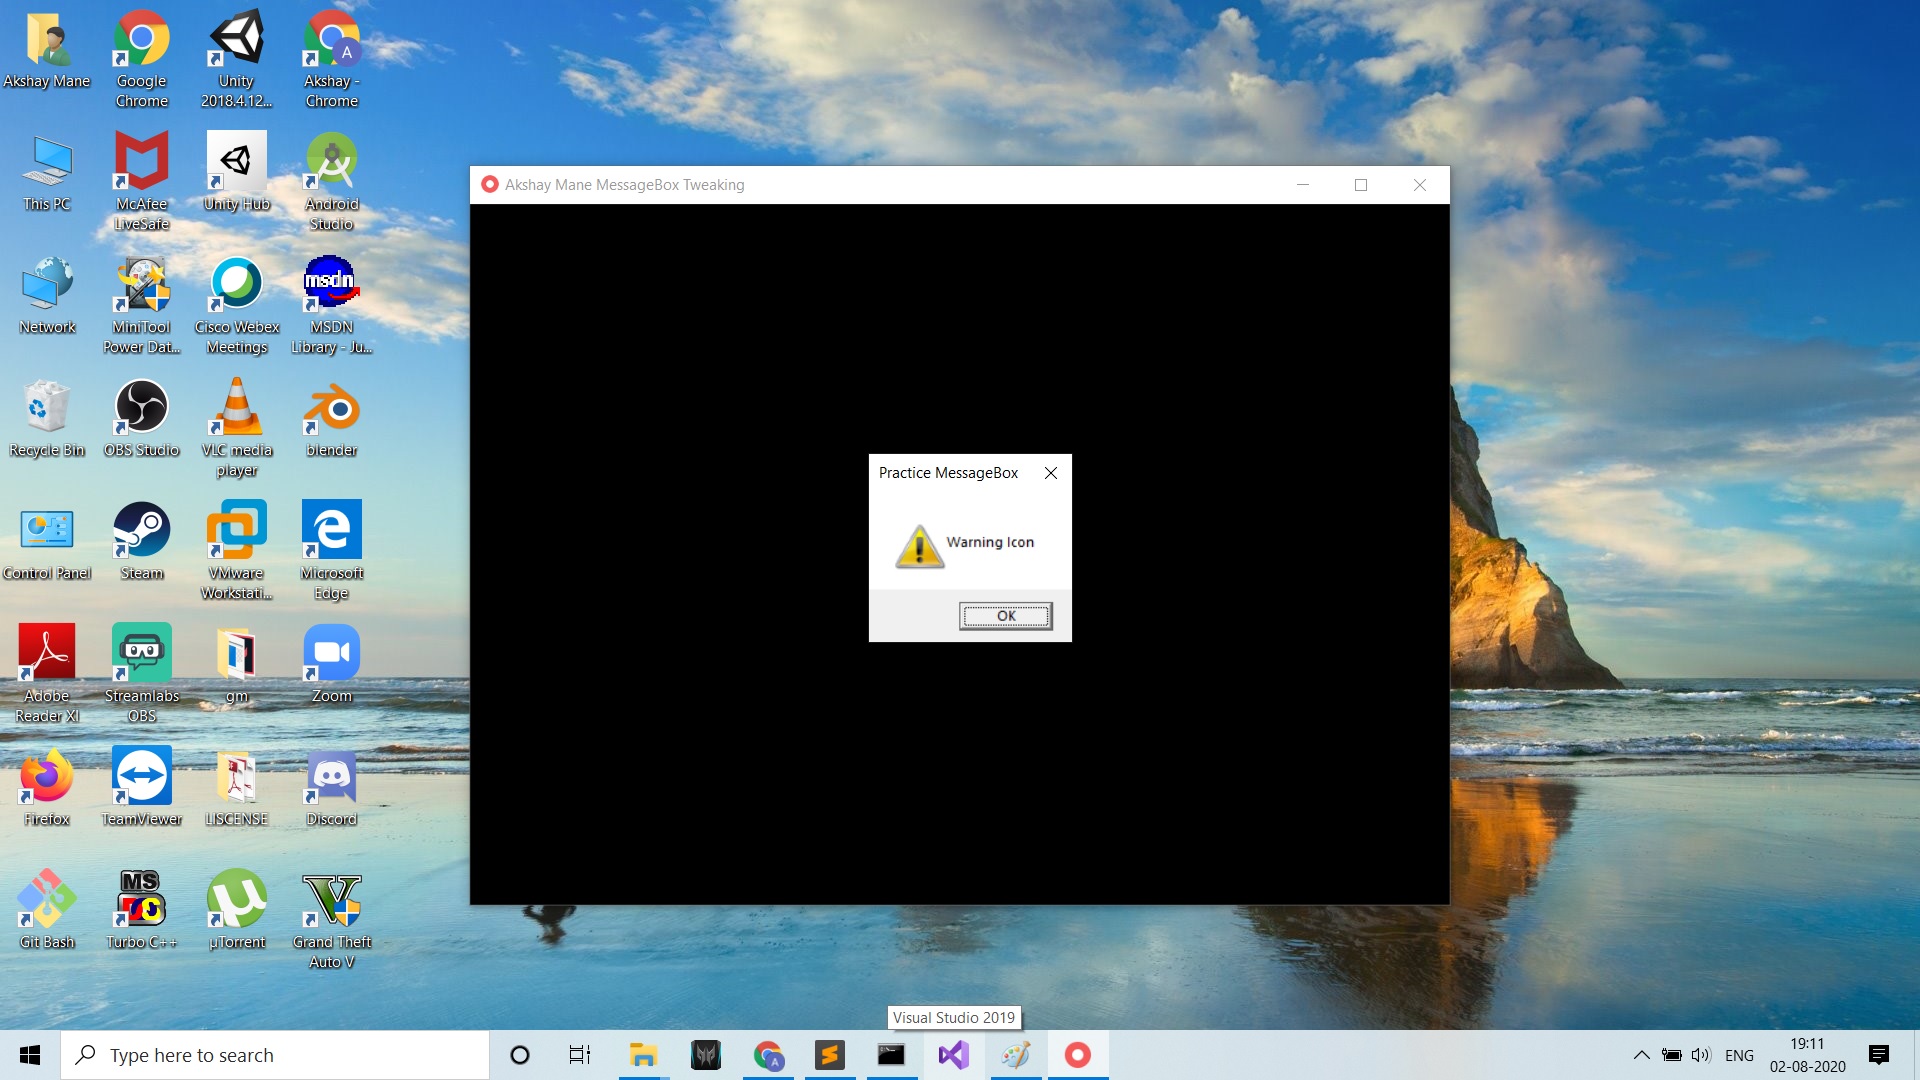 Akshay Mane
Google
Chrome
Unity
2018.4.12...
A
Akshay -
Chrome
This PC
McAfee
LiveSafe
Unity Hub
Android
Studio
Network
MiniTool
Power Dat...
Cisco Webex
Meetings
msdn
MSDN
Library - Ju...
Recycle Bin
OBS Studio
VLC media
player
blender
Control Panel
Steam
VMware
Workstati...
Microsoft
Edge
Adobe
Reader XI
Streamlabs
OBS
gm
Zoom
Firefox
TeamViewer
LISCENSE
Discord
Git Bash
MS
Turbo C++
µTorrent
Grand Theft
Auto V
Akshay Mane MessageBox Tweaking
Practice MessageBox
Warning Icon
OK
Visual Studio 2019
Type here to search
A
ENG
19:11
02-08-2020